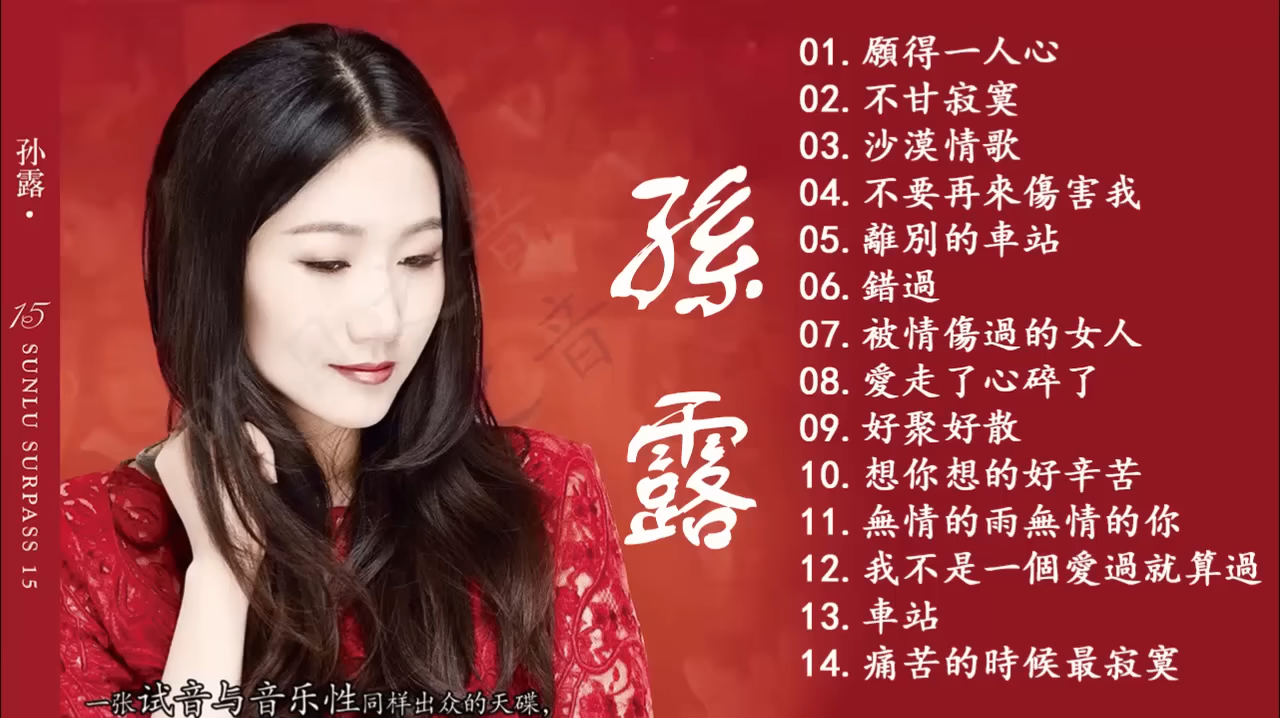 孙露·
15 SUNLU SURPASS 15
孫
露
01. 願得一人心
02. 不甘寂寞
03. 沙漠情歌
04. 不要再來傷害我
05. 離別的車站
06. 錯過
07. 被情傷過的女人
08. 愛走了心碎了
09. 好聚好散
10. 想你想的好辛苦
11. 無情的雨無情的你
12. 我不是一個愛過就算過
13. 車站
14. 痛苦的時候最寂寞
一张试音与音乐性同样出众的天碟,
音
音